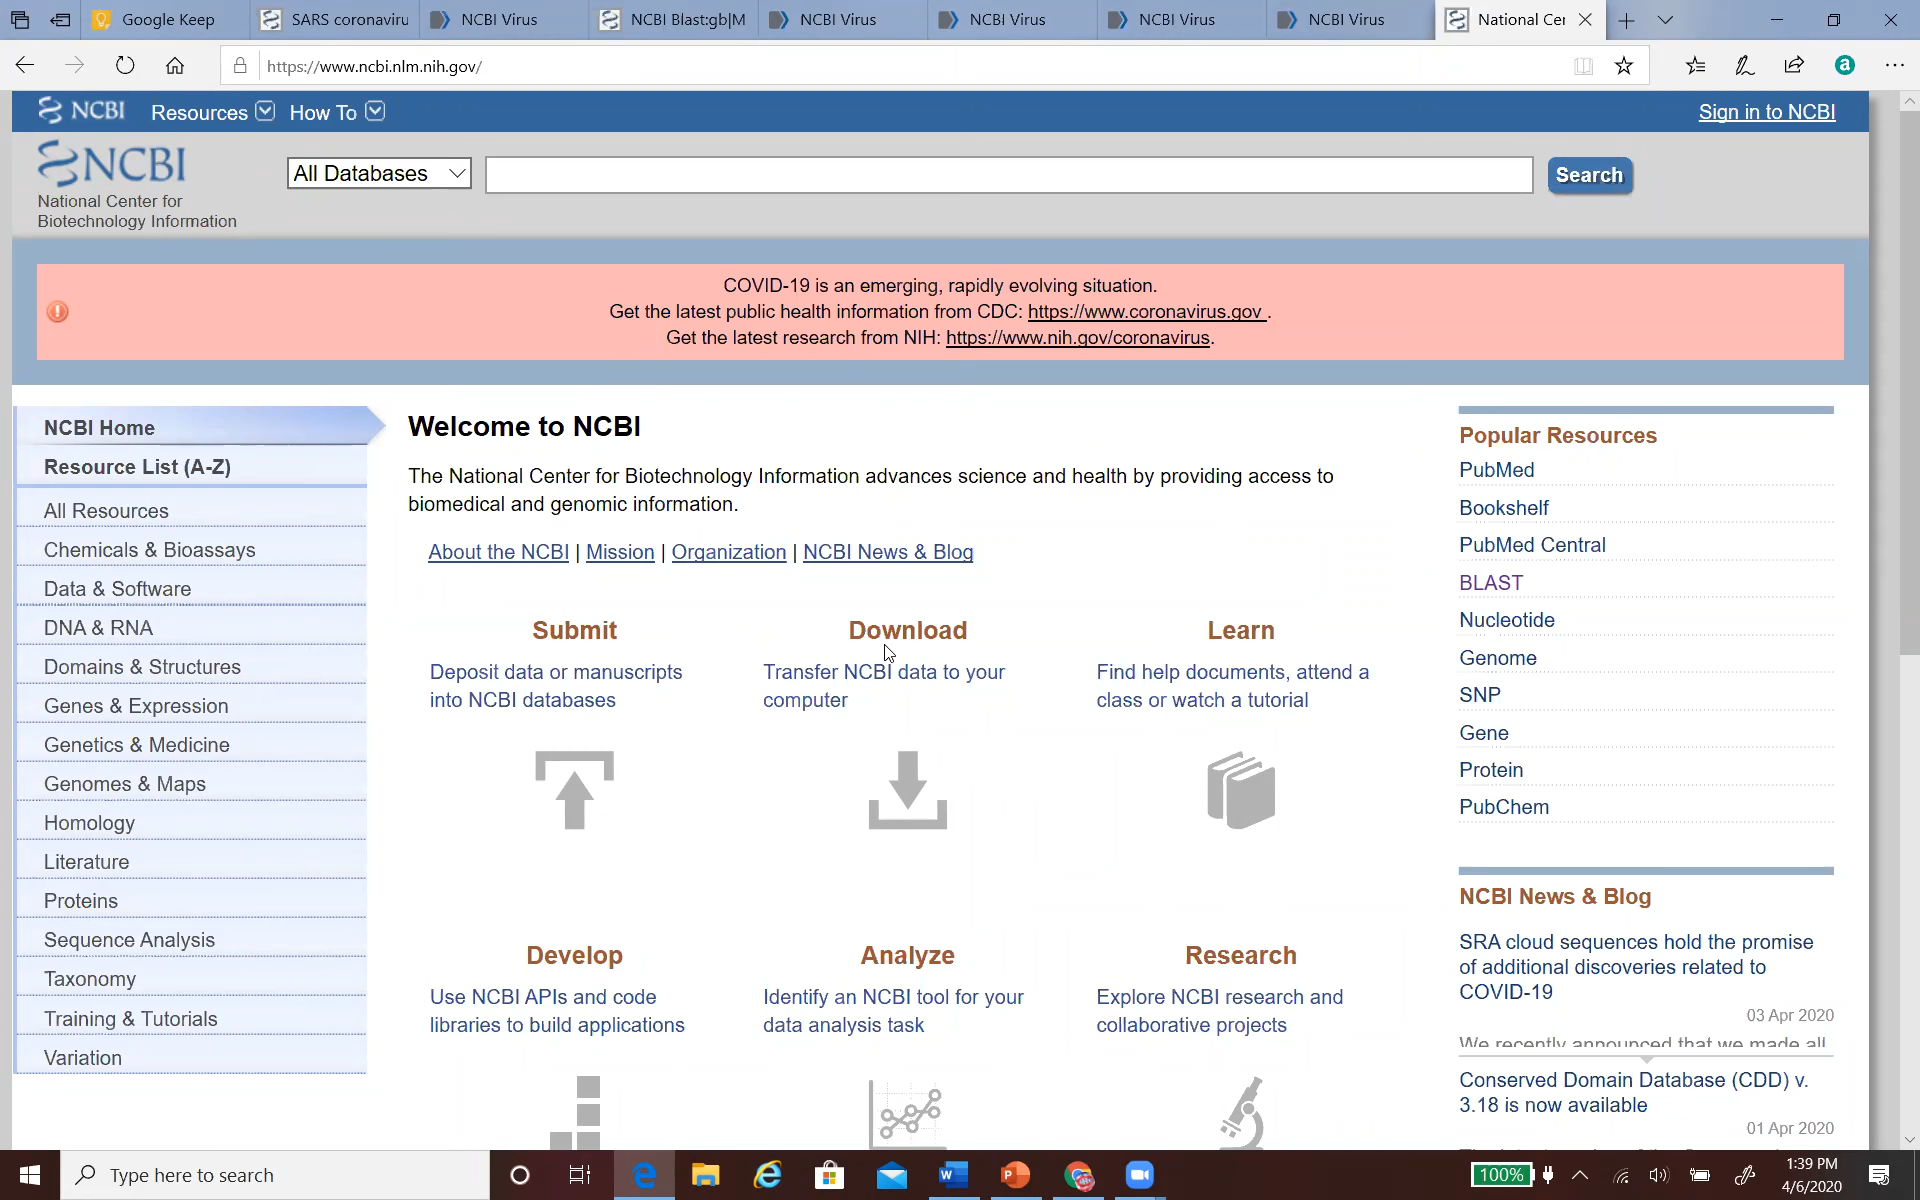 Google Keep
SARS coronaviru
NCBI Virus
NCBI Blast:gb|M
NCBI Virus
NCBI Virus
NCBI Virus
NCBI Virus
National Cer
https://www.ncbi.nlm.nih.gov/
a
NCBI
Resources
How To
Sign in to NCBI
NCBI
National Center for
Biotechnology Information
All Databases
Search
COVID-19 is an emerging, rapidly evolving situation.
Get the latest public health information from CDC: https://www.coronavirus.gov .
Get the latest research from NIH: https://www.nih.gov/coronavirus.
NCBI Home
Resource List (A-Z)
All Resources
Chemicals & Bioassays
Data & Software
DNA & RNA
Domains & Structures
Genes & Expression
Genetics & Medicine
Genomes & Maps
Homology
Literature
Proteins
Sequence Analysis
Taxonomy
Training & Tutorials
Variation
Welcome to NCBI
The National Center for Biotechnology Information advances science and health by providing access to
biomedical and genomic information.
About the NCBI | Mission | Organization | NCBI News & Blog
Submit
Deposit data or manuscripts
into NCBI databases
Download
Transfer NCBI data to your
computer
Learn
Find help documents, attend a
class or watch a tutorial
Develop
Use NCBI APIs and code
libraries to build applications
Analyze
Identify an NCBI tool for your
data analysis task
Research
Explore NCBI research and
collaborative projects
Popular Resources
PubMed
Bookshelf
PubMed Central
BLAST
Nucleotide
Genome
SNP
Gene
Protein
PubChem
NCBI News & Blog
SRA cloud sequences hold the promise
of additional discoveries related to
COVID-19
03 Apr 2020
We recently announced that we made all
Conserved Domain Database (CDD) v.
3.18 is now available
01 Apr 2020
Type here to search
100%
1:39 PM
4/6/2020